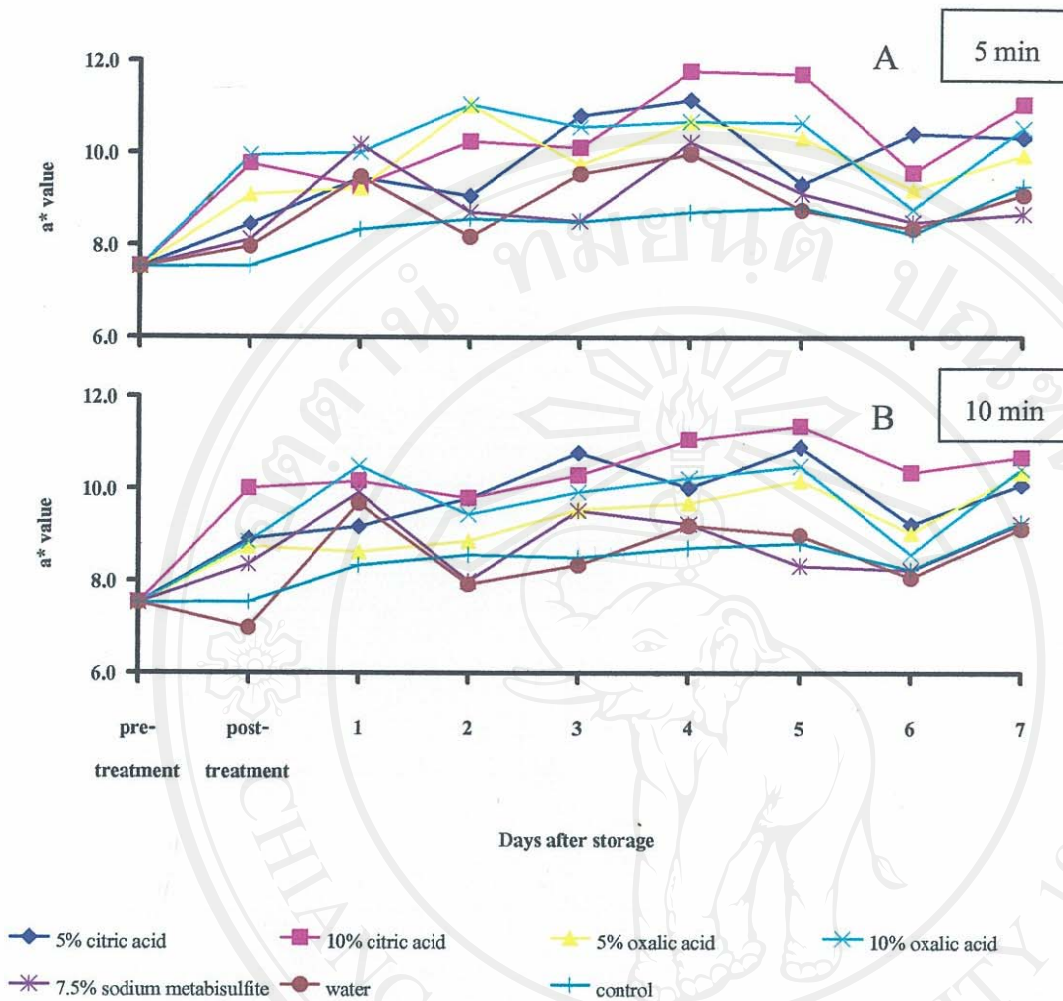 A
5 min
12.0
10.0
8.0
6.0
a* value
B
10 min
12.0
10.0
8.0
6.0
a* value
pre-treatment
post-treatment
1
2
3
4
5
6
7
Days after storage
5% citric acid
10% citric acid
5% oxalic acid
10% oxalic acid
7.5% sodium metabisulfite
water
control